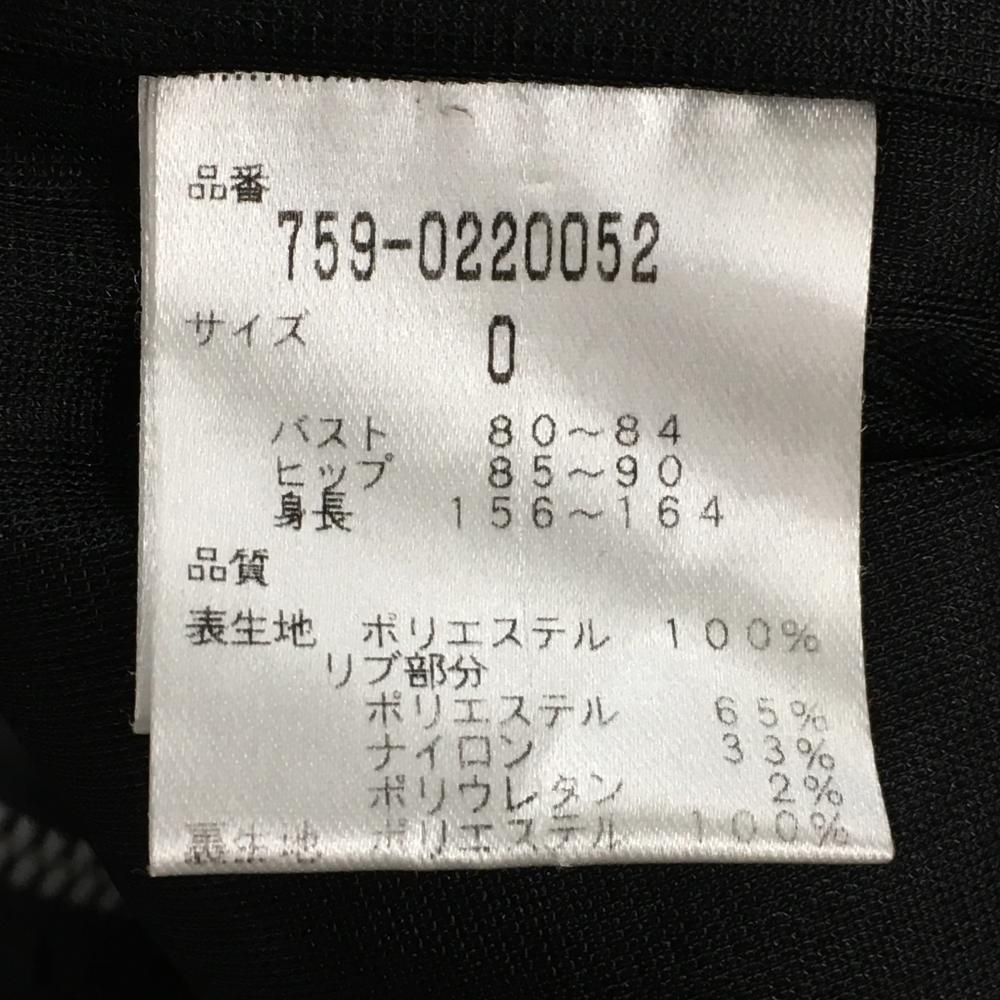 品番
759-0220052
サイズ 0
バスト 80～84
ヒップ 85～90
身長 156～164
品質
表生地 ポリエステル 100%
リブ部分
ポリエステル 65%
ナイロン 33%
ポリウレタン 2%
裏生地 ポリエステル 100%